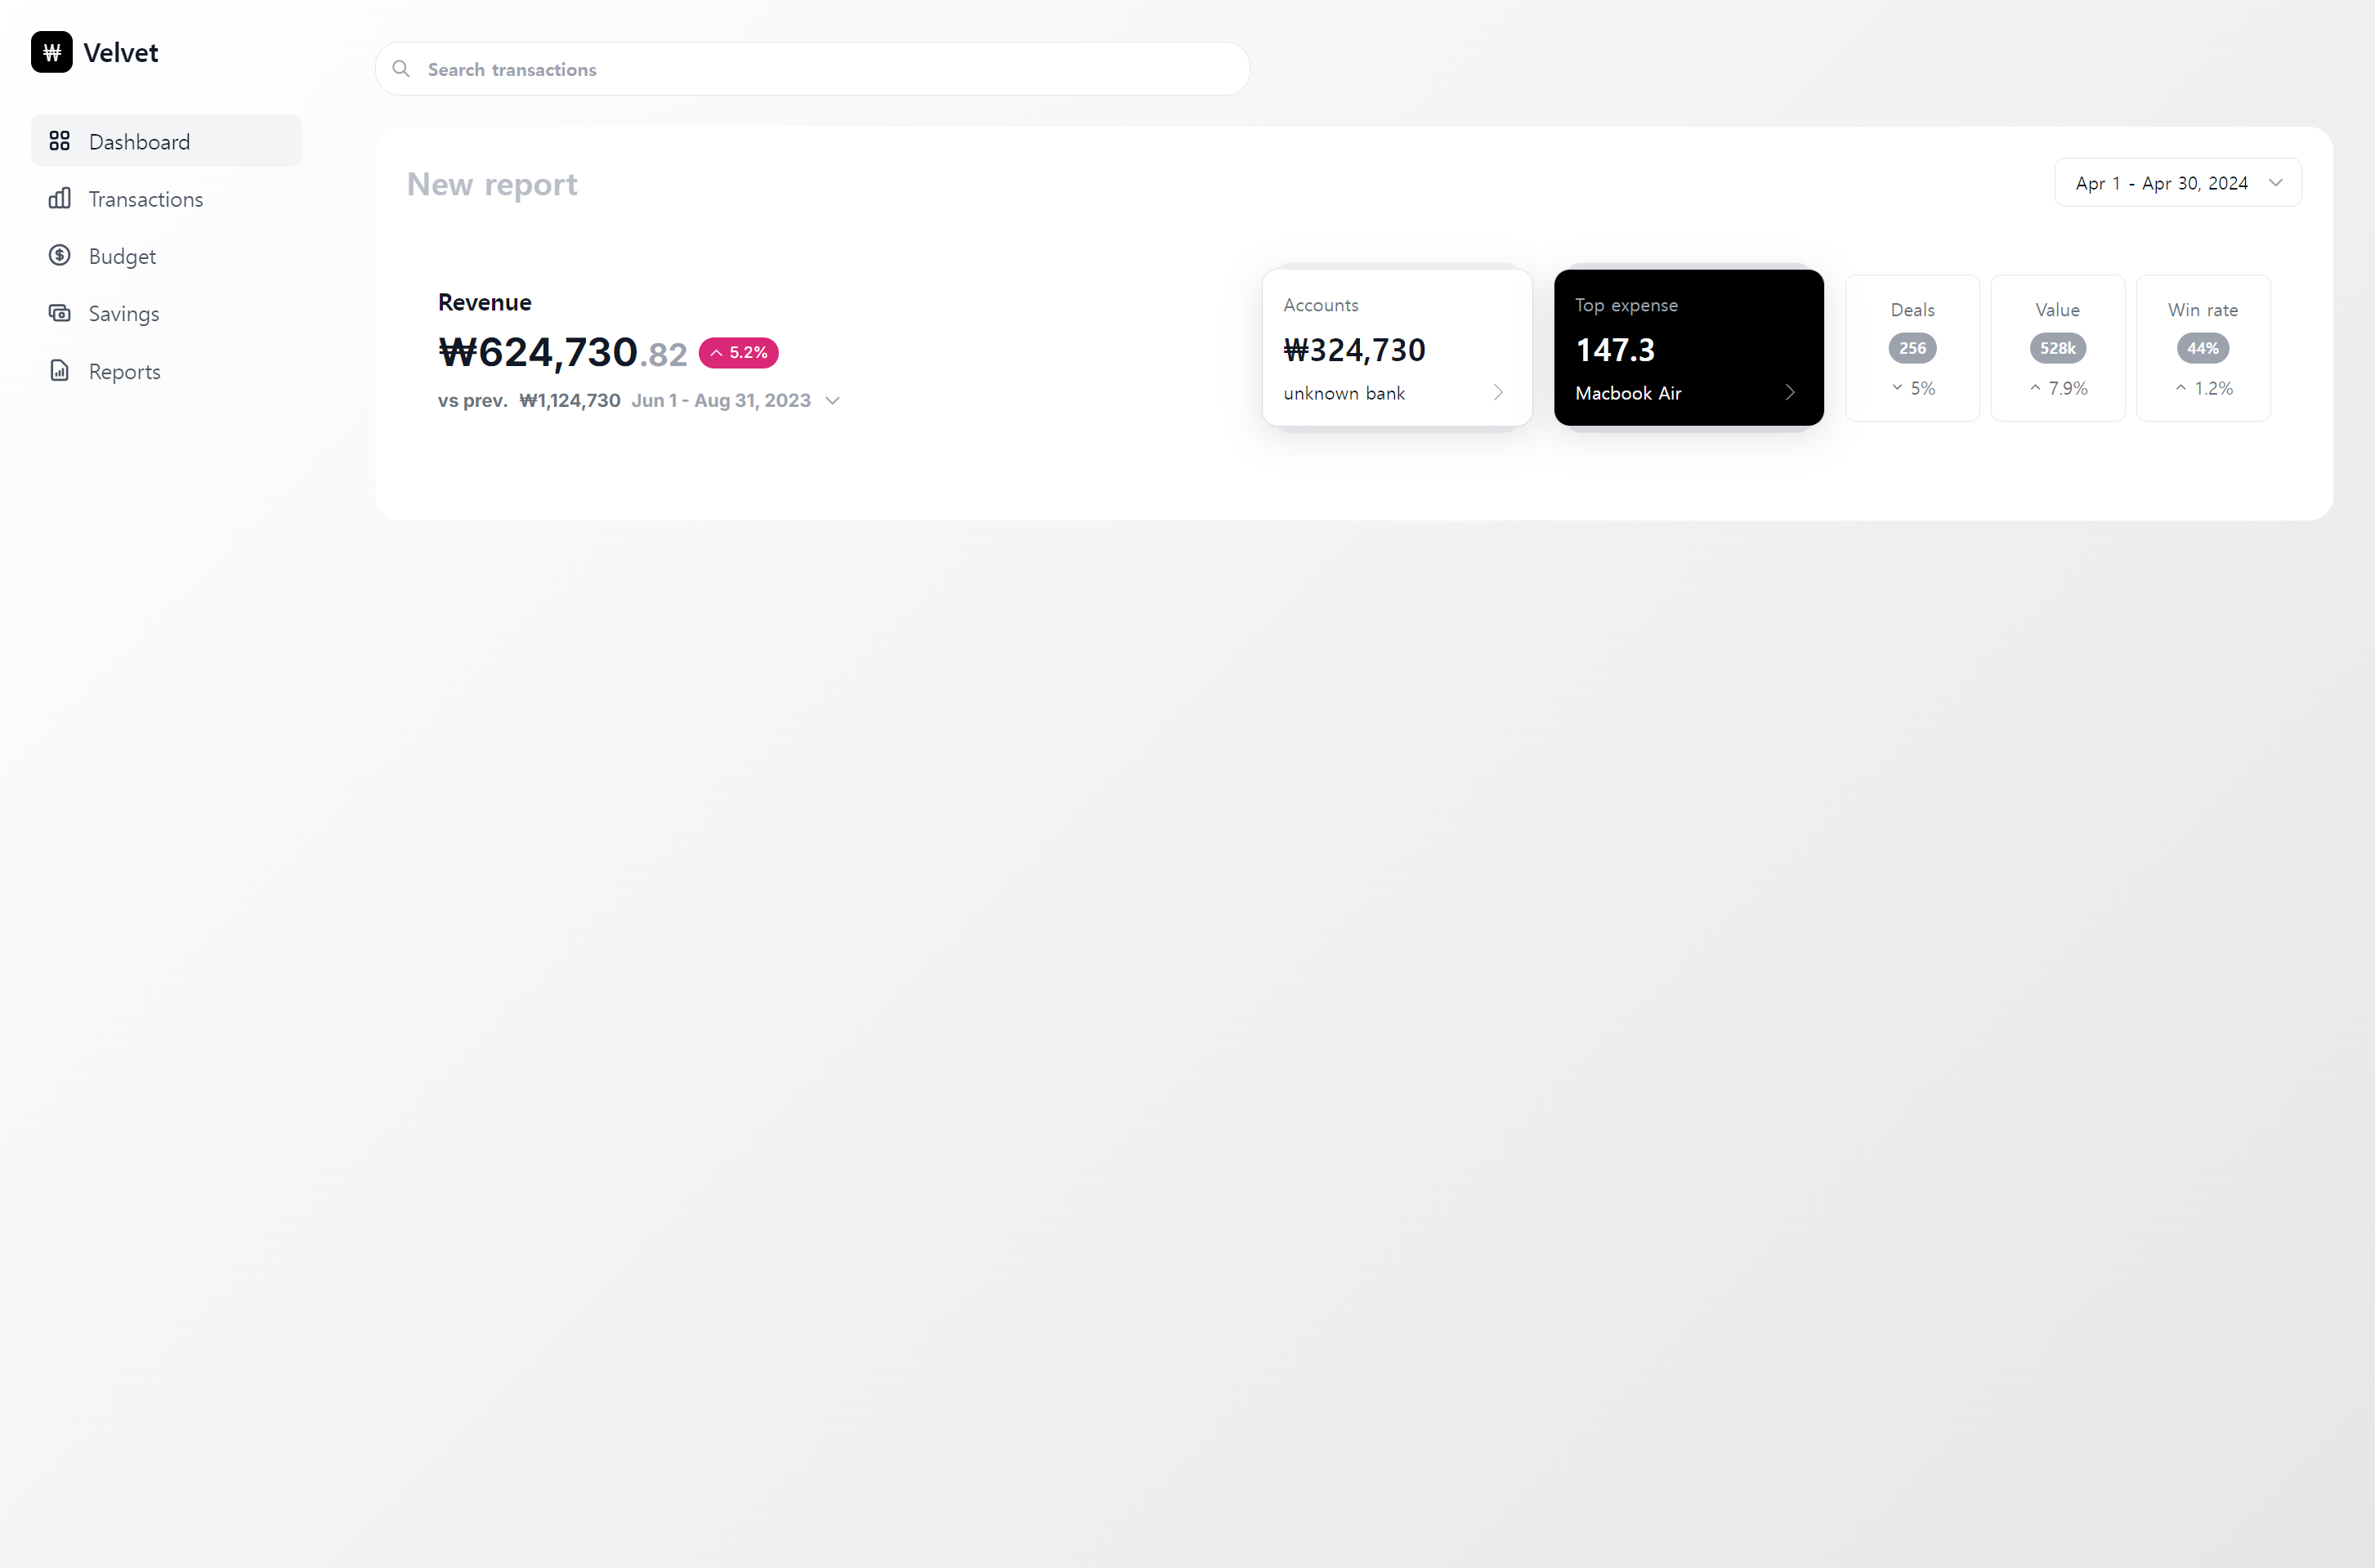 ₩ Velvet
Search transactions
Dashboard
Transactions
Budget
Savings
Reports
New report
Apr 1 - Apr 30, 2024
Revenue
₩624,730.82 5.2%
vs prev. ₩1,124,730 Jun 1 - Aug 31, 2023
Accounts
₩324,730
unknown bank
Top expense
147.3
Macbook Air
Deals
256
5%
Value
528k
7.9%
Win rate
44%
1.2%